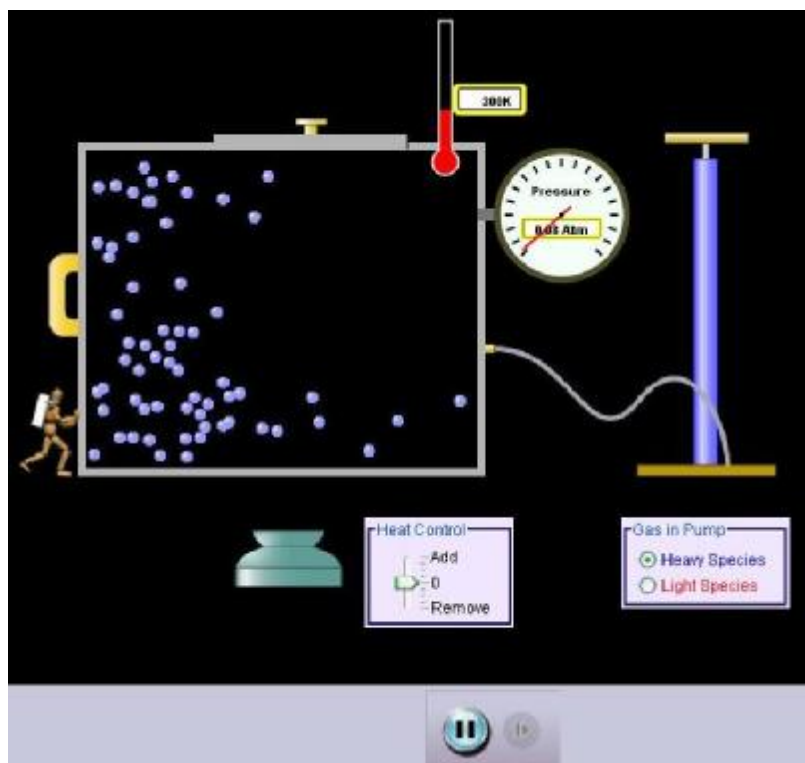 300K
Pressure
Heat Control
Add
0
Remove
Gas in Pump
Heavy Species
Light Species